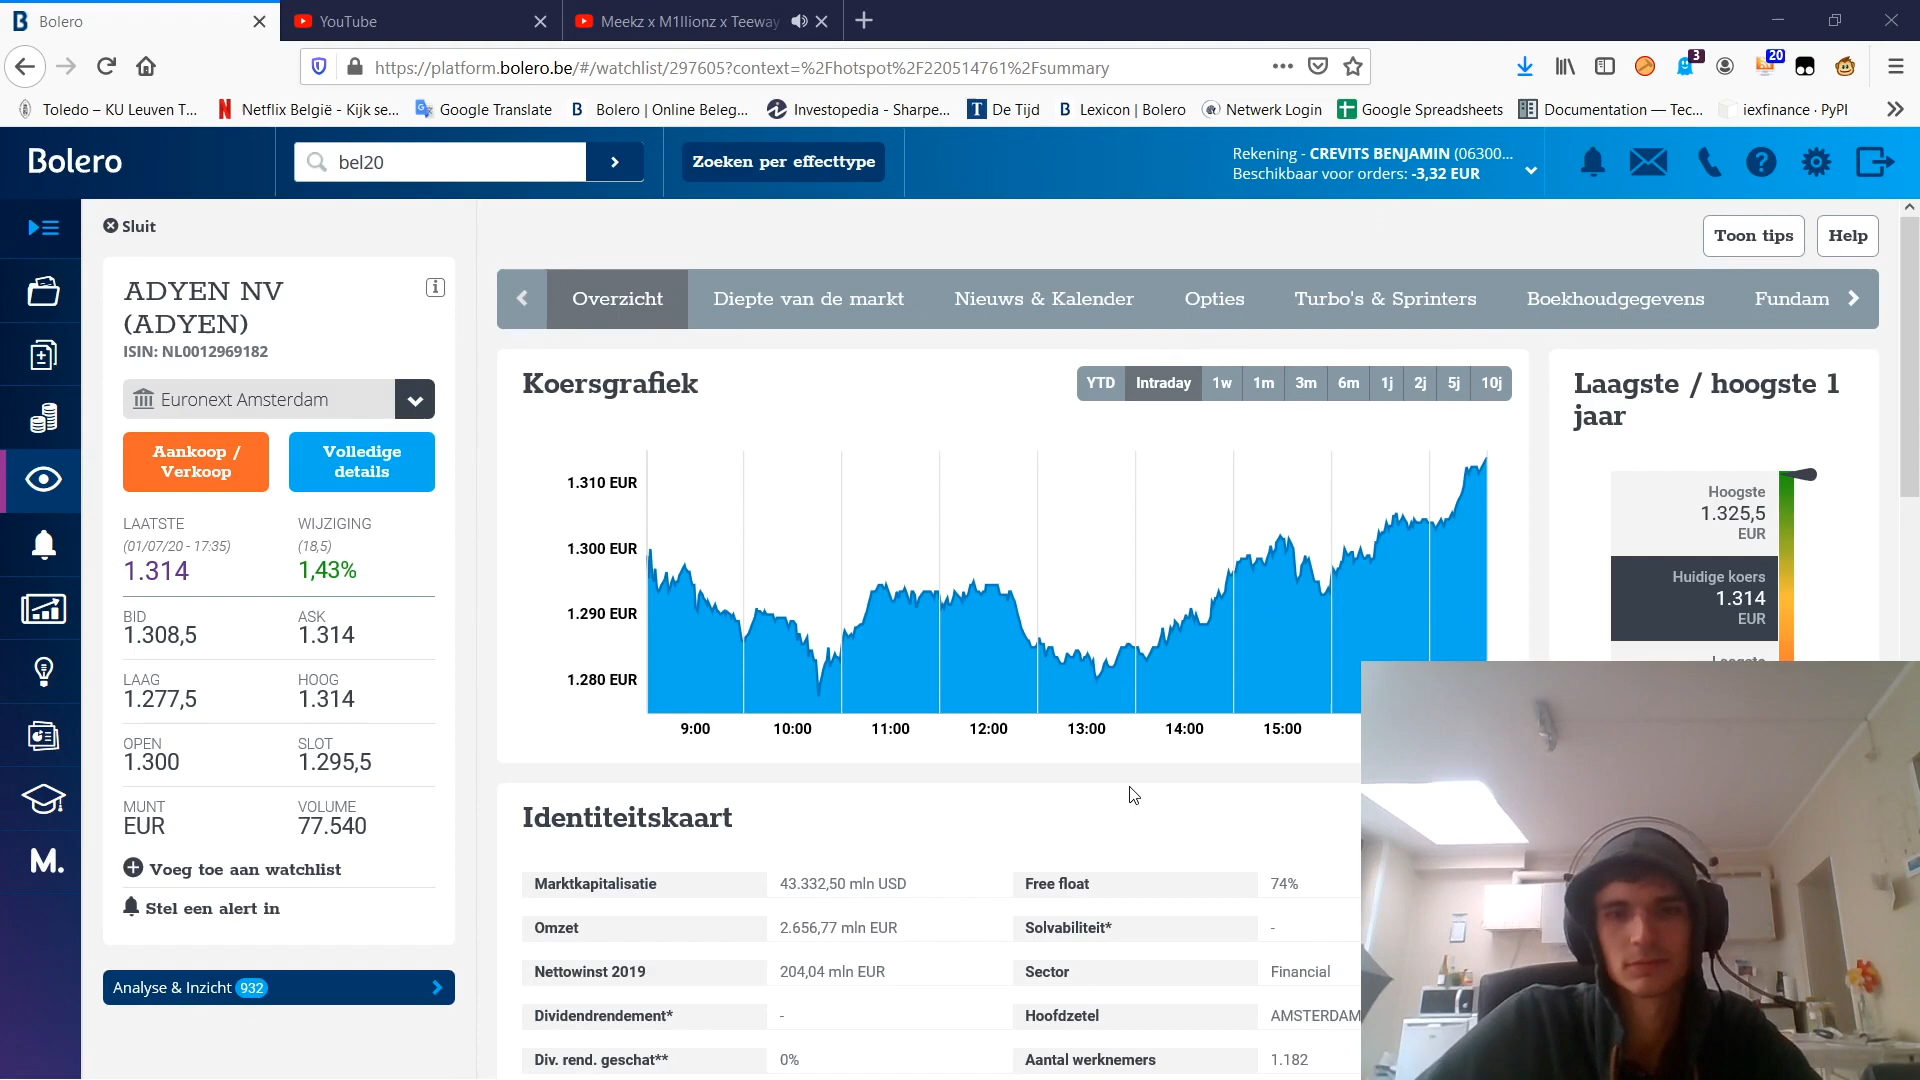 Bolero
YouTube
Meekz x M1llionz x Teeway
https://platform.bolero.be/#/watchlist/297605?context=%2Fhotspot%2F220514761%2Fsummary
3
20
Toledo – KU Leuven T...
Netflix België - Kijk se...
Google Translate
Bolero | Online Beleg...
Investopedia - Sharpe...
De Tijd
Lexicon | Bolero
Netwerk Login
Google Spreadsheets
Documentation — Tec...
iexfinance · PyPI
Bolero
bel20
Zoeken per effecttype
Rekening - CREVITS BENJAMIN (06300...
Beschikbaar voor orders: -3,32 EUR
Sluit
Toon tips
Help
ADYEN NV
(ADYEN)
ISIN: NL0012969182
Euronext Amsterdam
Aankoop /
Verkoop
Volledige
details
LAATSTE
(01/07/20 - 17:35)
1.314
WIJZIGING
(18,5)
1,43%
BID
1.308,5
ASK
1.314
LAAG
1.277,5
HOOG
1.314
OPEN
1.300
SLOT
1.295,5
MUNT
EUR
VOLUME
77.540
Voeg toe aan watchlist
Stel een alert in
Analyse & Inzicht 932
M.
Overzicht
Diepte van de markt
Nieuws & Kalender
Opties
Turbo's & Sprinters
Boekhoudgegevens
Fundam
Koersgrafiek
YTD Intraday 1w 1m 3m 6m 1j 2j 5j 10j
1.310 EUR
1.300 EUR
1.290 EUR
1.280 EUR
9:00 10:00 11:00 12:00 13:00 14:00 15:00
Laagste / hoogste 1
jaar
Hoogste
1.325,5
EUR
Huidige koers
1.314
EUR
Identiteitskaart
Marktkapitalisatie 43.332,50 mln USD
Free float 74%
Omzet 2.656,77 mln EUR
Solvabiliteit* -
Nettowinst 2019 204,04 mln EUR
Sector Financial
Dividendrendement* -
Hoofdzetel AMSTERDAM
Div. rend. geschat** 0%
Aantal werknemers 1.182